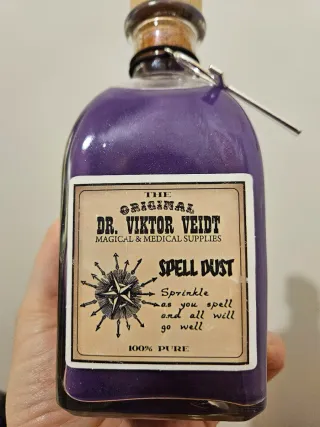 THE
ORIGINAL
DR. VIKTOR VEIDT
MAGICAL & MEDICAL SUPPLIES
SPELL DUST
Sprinkle
as you spell
and all will
go well
100% PURE